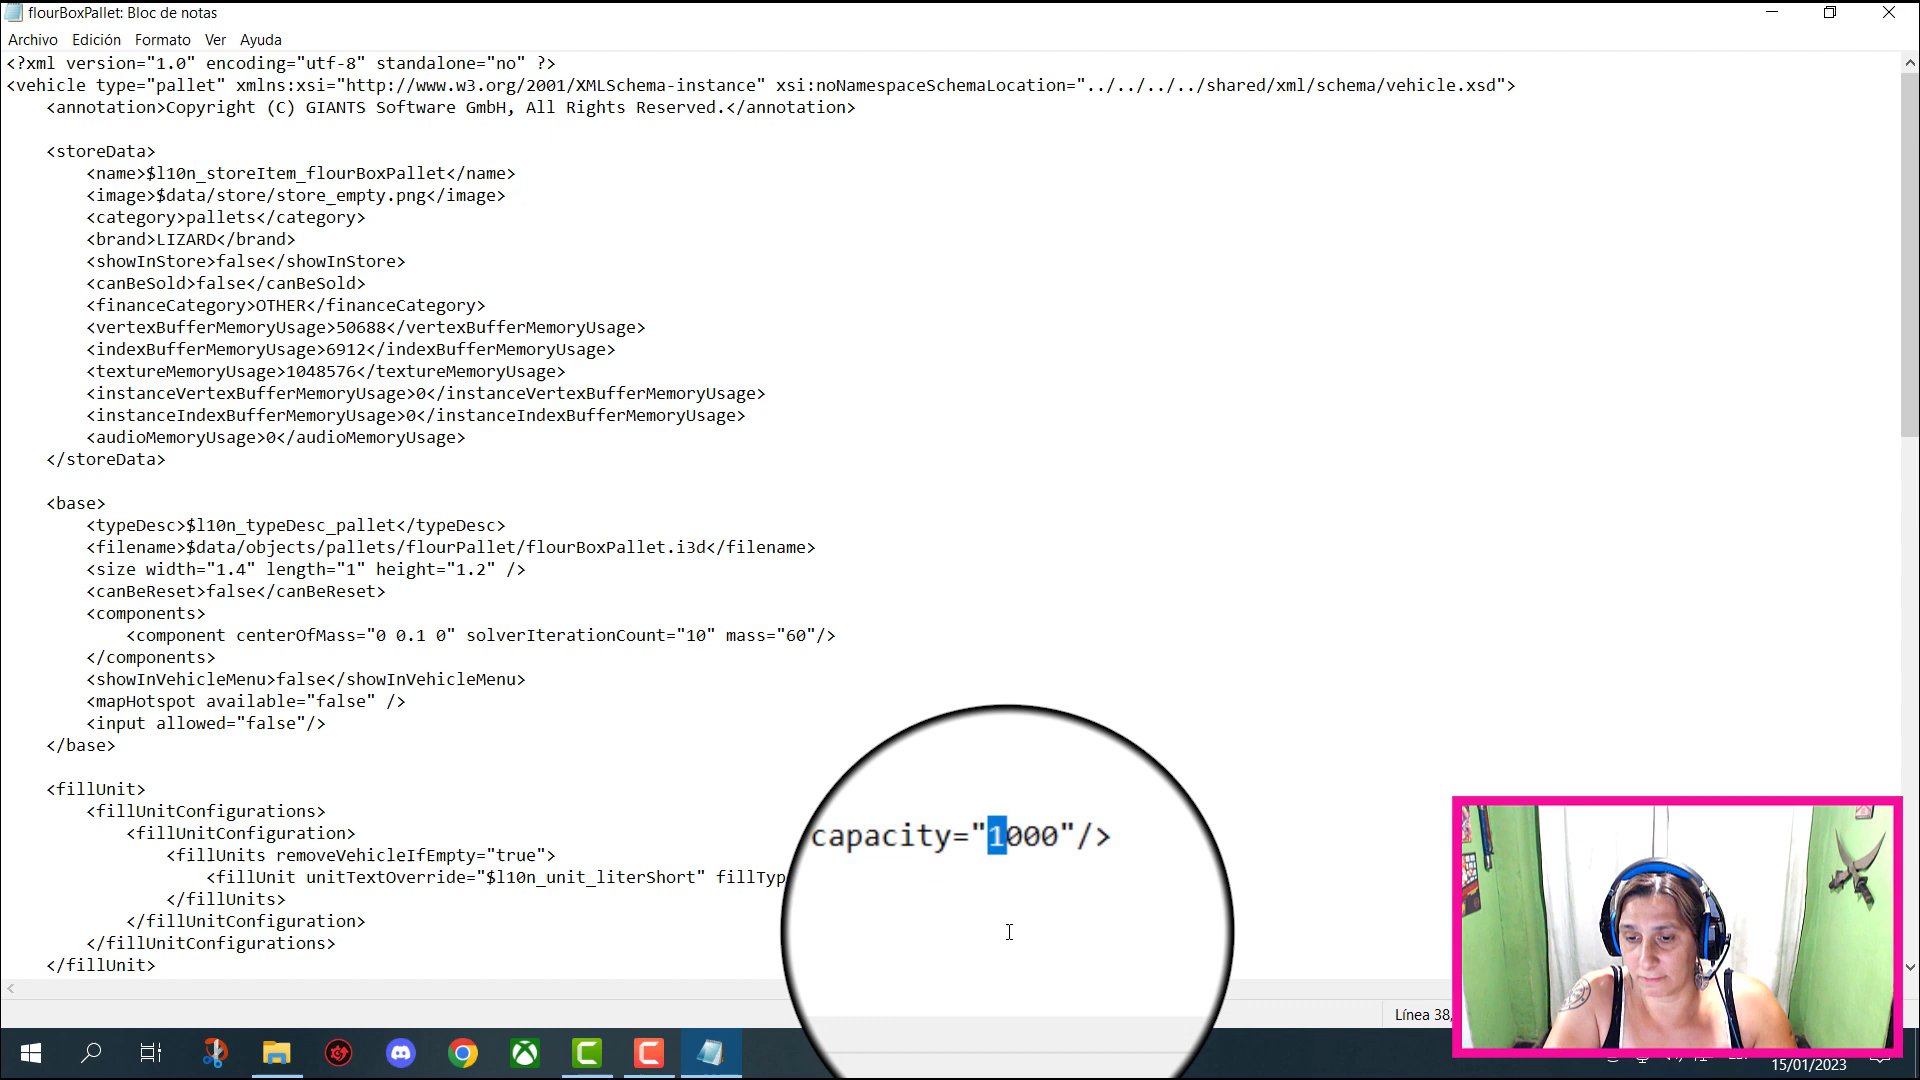 flourBoxPallet: Bloc de notas
Archivo Edición Formato Ver Ayuda
<?xml version="1.0" encoding="utf-8" standalone="no" ?>
<vehicle type="pallet" xmlns:xsi="http://www.w3.org/2001/XMLSchema-instance" xsi:noNamespaceSchemaLocation="../../../../shared/xml/schema/vehicle.xsd">
<annotation>Copyright (C) GIANTS Software GmbH, All Rights Reserved.</annotation>
<storeData>
<name>$l10n_storeItem_flourBoxPallet</name>
<image>$data/store/store_empty.png</image>
<category>pallets</category>
<brand>LIZARD</brand>
<showInStore>false</showInStore>
<canBeSold>false</canBeSold>
<financeCategory>OTHER</financeCategory>
<vertexBufferMemoryUsage>50688</vertexBufferMemoryUsage>
<indexBufferMemoryUsage>6912</indexBufferMemoryUsage>
<textureMemoryUsage>1048576</textureMemoryUsage>
<instanceVertexBufferMemoryUsage>0</instanceVertexBufferMemoryUsage>
<instanceIndexBufferMemoryUsage>0</instanceIndexBufferMemoryUsage>
<audioMemoryUsage>0</audioMemoryUsage>
</storeData>
<base>
<typeDesc>$l10n_typeDesc_pallet</typeDesc>
<filename>$data/objects/pallets/flourPallet/flourBoxPallet.i3d</filename>
<size width="1.4" length="1" height="1.2" />
<canBeReset>false</canBeReset>
<components>
<component centerOfMass="0 0.1 0" solverIterationCount="10" mass="60"/>
</components>
<showInVehicleMenu>false</showInVehicleMenu>
<mapHotspot available="false" />
<input allowed="false"/>
</base>
<fillUnit>
<fillUnitConfigurations>
<fillUnitConfiguration>
<fillUnits removeVehicleIfEmpty="true">
<fillUnit unitTextOverride="$l10n_unit_literShort" fillTyp
capacity="1000"/>
</fillUnits>
</fillUnitConfiguration>
</fillUnitConfigurations>
</fillUnit>
Línea 38,
15/01/2023